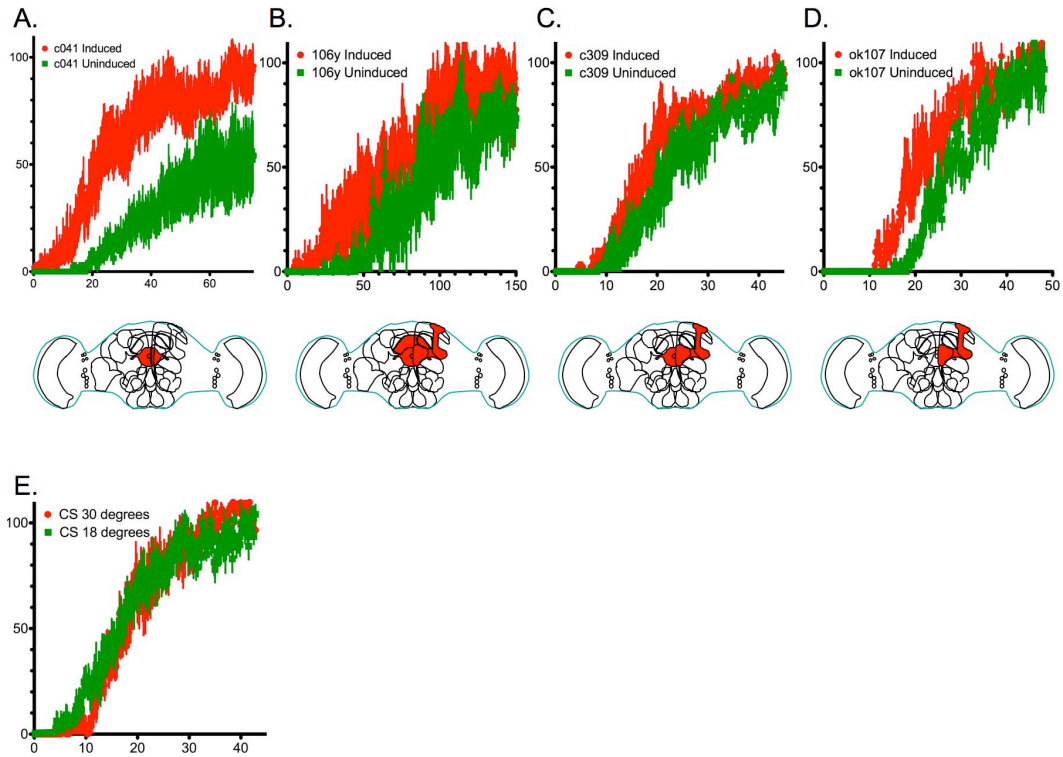 A.
c041 Induced
c041 Uninduced
100
50
0
0 20 40 60
B.
106y Induced
106y Uninduced
100
50
0
0 50 100 150
C.
c309 Induced
c309 Uninduced
100
50
0
0 10 20 30 40
D.
ok107 Induced
ok107 Uninduced
100
50
0
0 10 20 30 40 50
E.
CS 30 degrees
CS 18 degrees
100
50
0
0 10 20 30 40